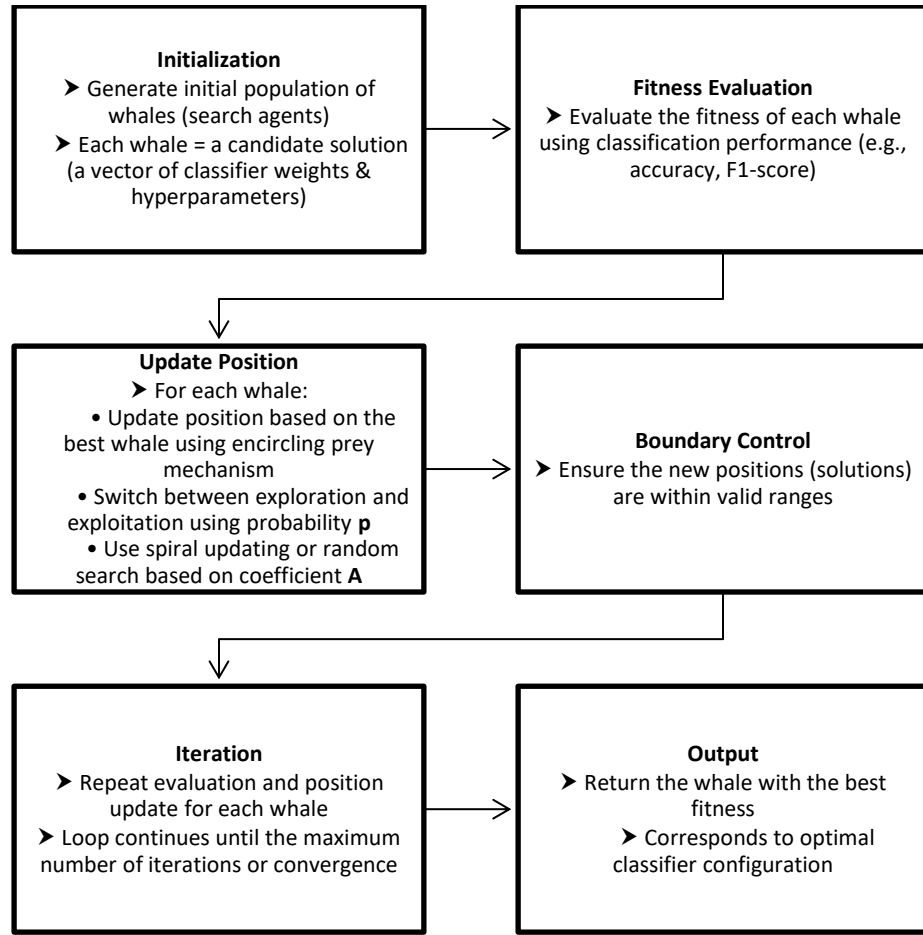 Initialization
➤ Generate initial population of
whales (search agents)
➤ Each whale = a candidate solution
(a vector of classifier weights &
hyperparameters)
Fitness Evaluation
➤ Evaluate the fitness of each whale
using classification performance (e.g.,
accuracy, F1-score)
Update Position
➤ For each whale:
• Update position based on the
best whale using encircling prey
mechanism
• Switch between exploration and
exploitation using probability p
• Use spiral updating or random
search based on coefficient A
Boundary Control
➤ Ensure the new positions (solutions)
are within valid ranges
Iteration
➤ Repeat evaluation and position
update for each whale
➤ Loop continues until the maximum
number of iterations or convergence
Output
➤ Return the whale with the best
fitness
➤ Corresponds to optimal
classifier configuration